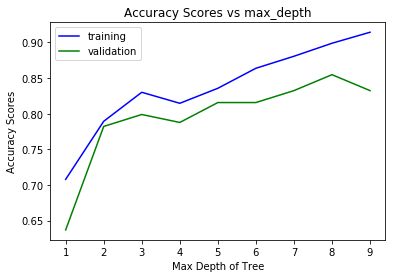 Accuracy Scores vs max_depth
training
validation
Accuracy Scores
0.90
0.85
0.80
0.75
0.70
0.65
1 2 3 4 5 6 7 8 9
Max Depth of Tree